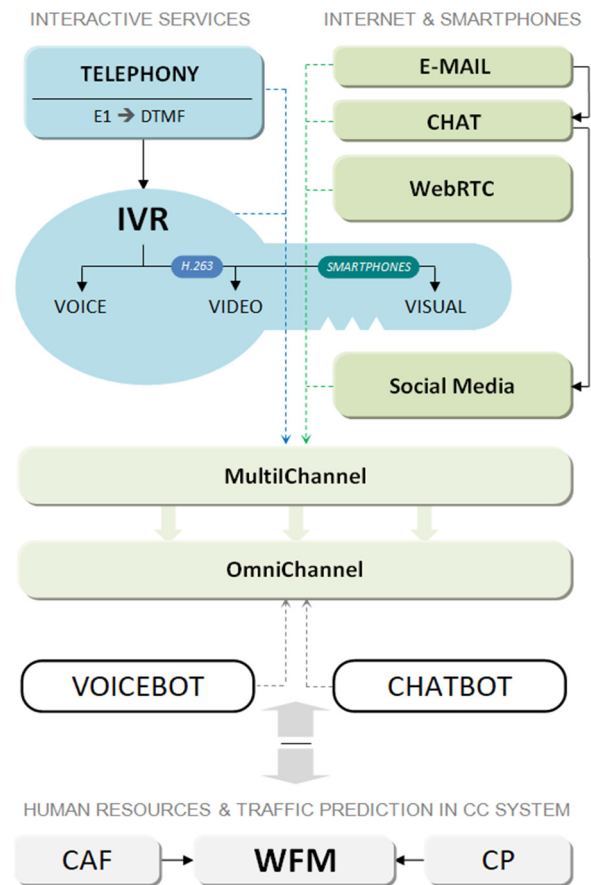 INTERACTIVE SERVICES
INTERNET & SMARTPHONES
TELEPHONY
E1 ➔ DTMF
E-MAIL
CHAT
WebRTC
IVR
H.263
SMARTPHONES
VOICE
VIDEO
VISUAL
Social Media
MultiIChannel
OmniChannel
VOICEBOT
CHATBOT
HUMAN RESOURCES & TRAFFIC PREDICTION IN CC SYSTEM
CAF
WFM
CP